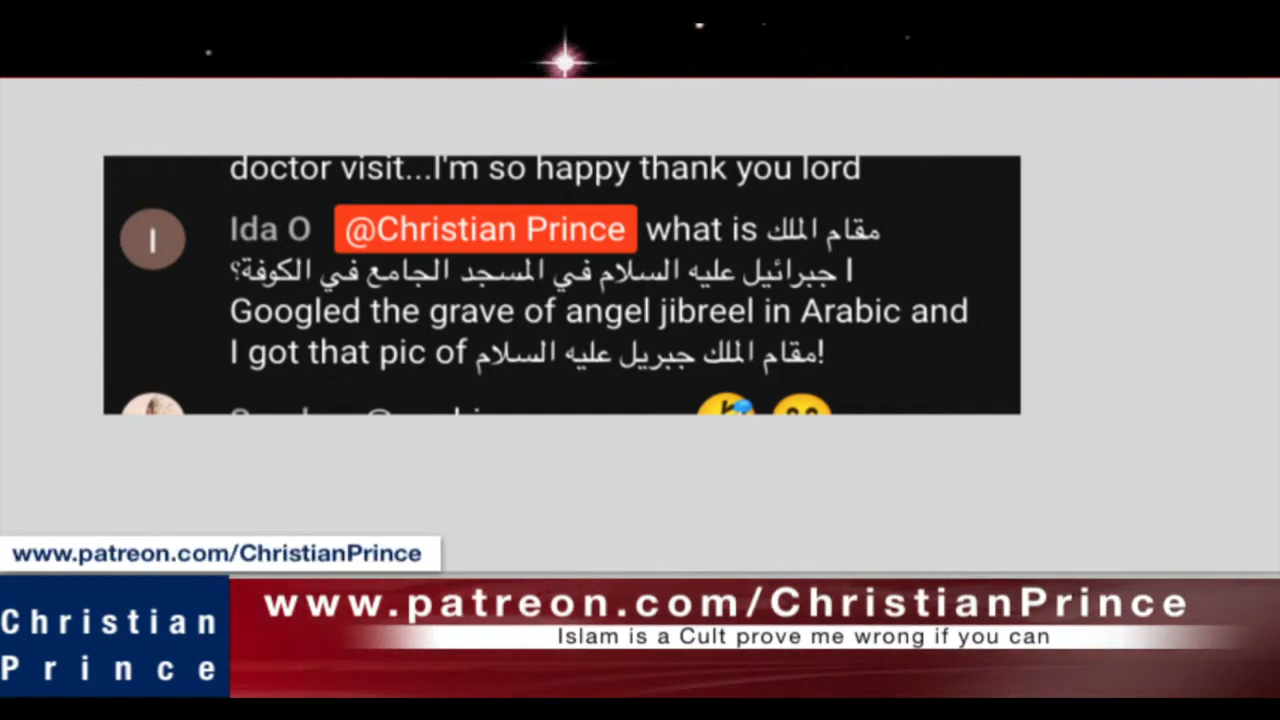 doctor visit...I'm so happy thank you lord
Ida O @Christian Prince what is مقام الملك
جبرائيل عليه السلام في المسجد الجامع في الكوفة؟ I
Googled the grave of angel jibreel in Arabic and
I got that pic of مقام الملك جبريل عليه السلام!
www.patreon.com/ChristianPrince
Christian
Prince
www.patreon.com/ChristianPrince
Islam is a Cult prove me wrong if you can